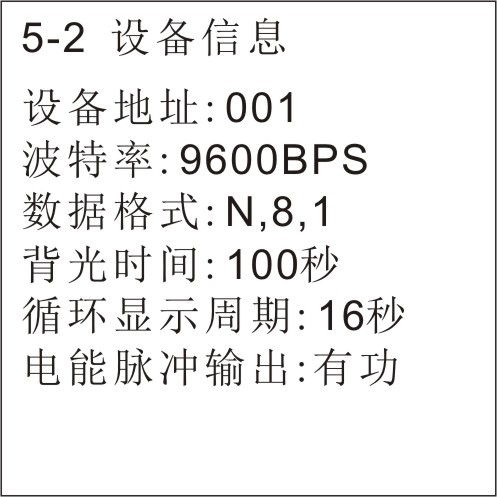 5-2 设备信息
设备地址:001
波特率:9600BPS
数据格式:N,8,1
背光时间:100秒
循环显示周期:16秒
电能脉冲输出:有功